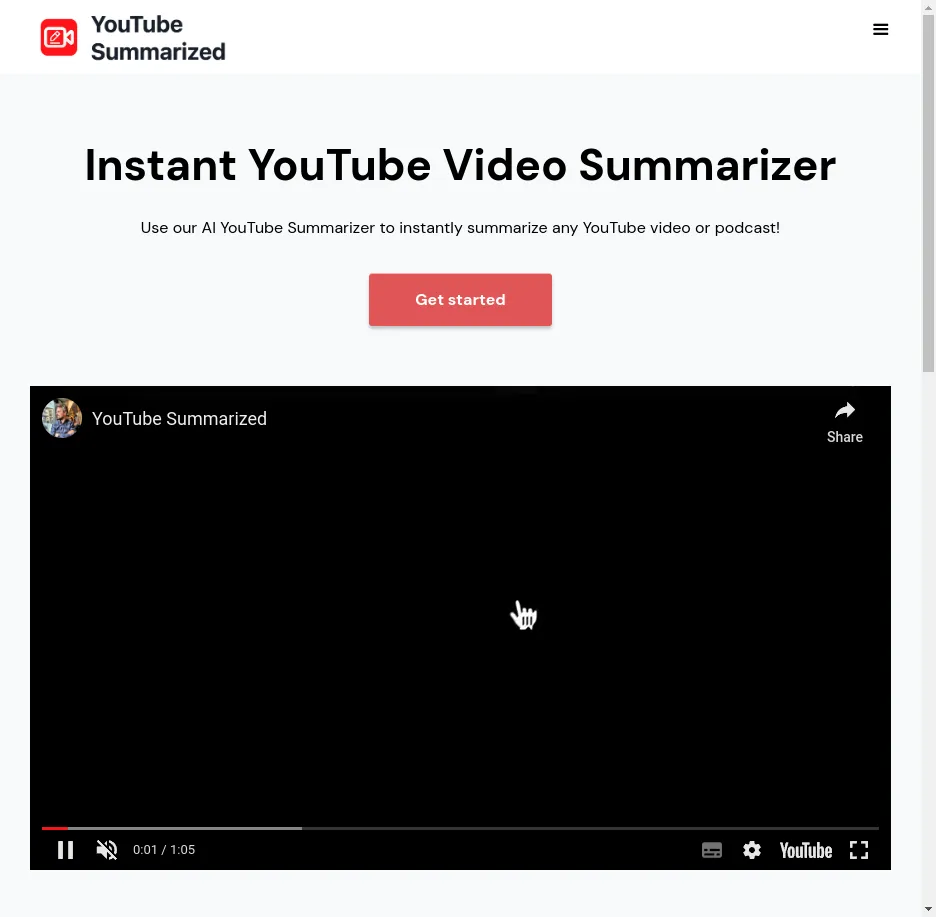 YouTube
Summarized
Instant YouTube Video Summarizer
Use our AI YouTube Summarizer to instantly summarize any YouTube video or podcast!
Get started
YouTube Summarized
Share
0:01 / 1:05
YouTube